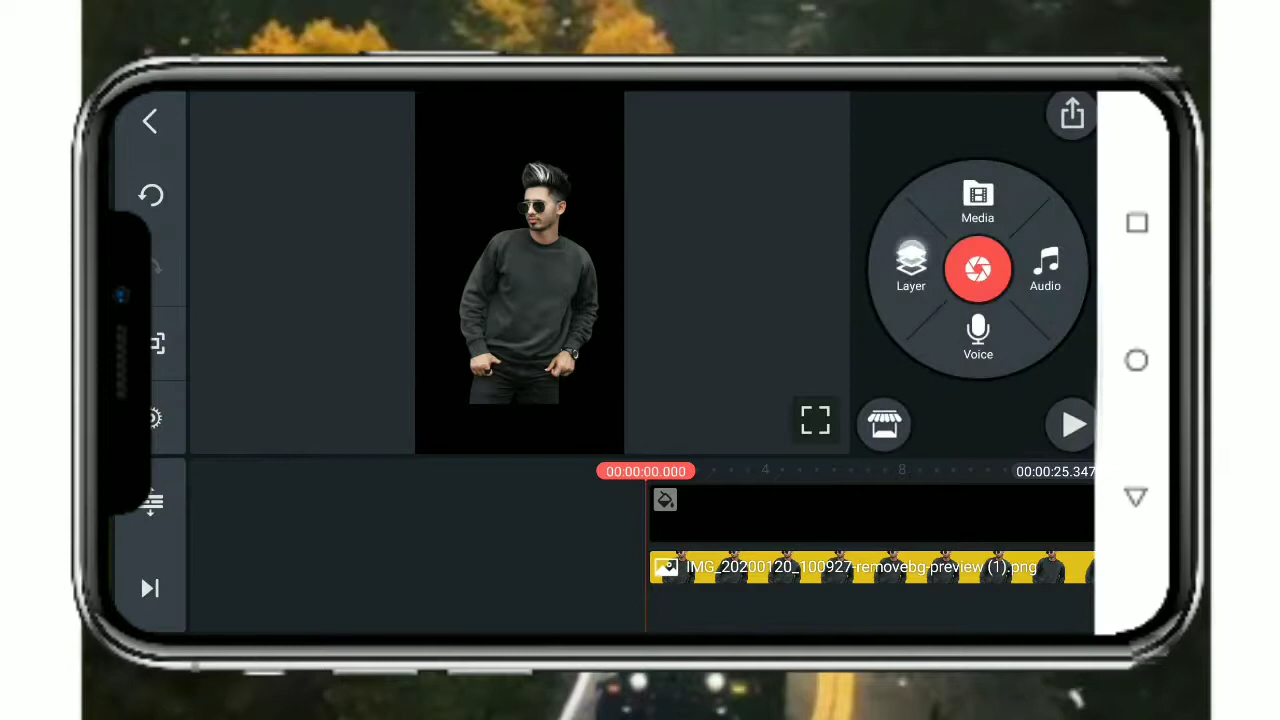 Media
Layer
Audio
Voice
00:00:00.000
4
8
00:00:25.347
IMG_20200120_100927-removebg-preview (1).png